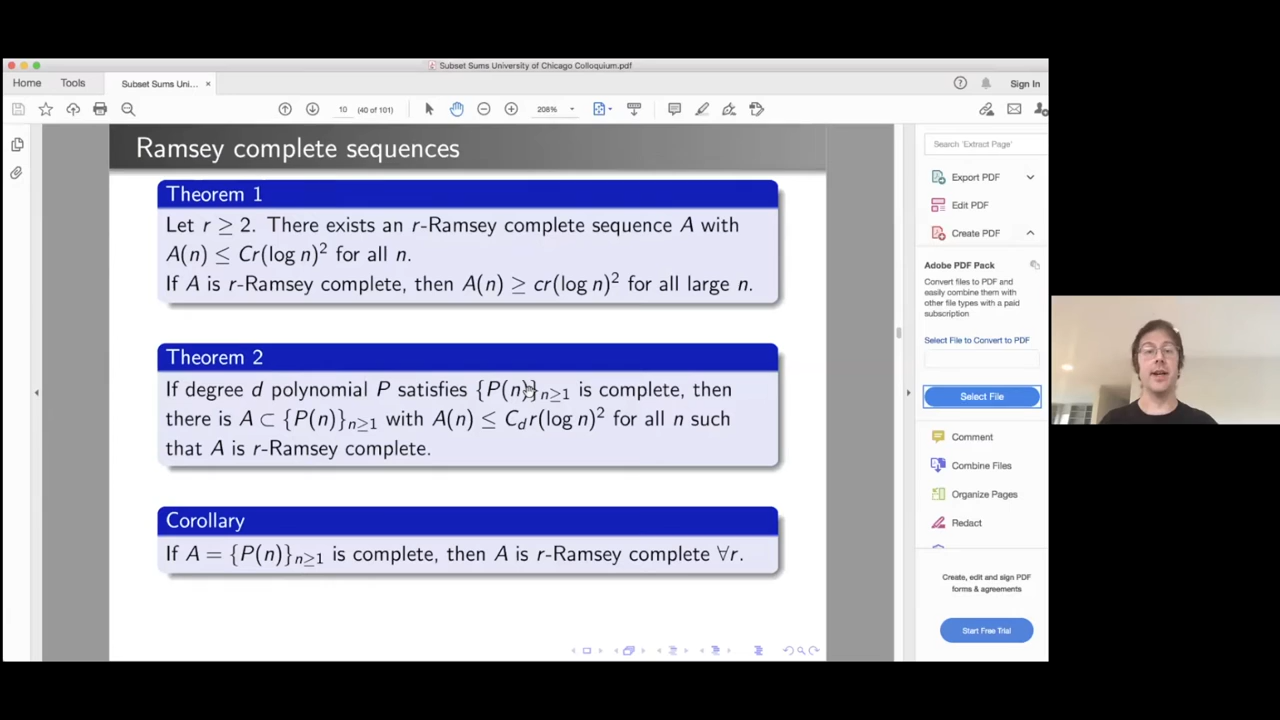 Subset Sums University of Chicago Colloquium.pdf
Home Tools Subset Sums Uni... × Sign In
10 (40 of 101) 208%
Ramsey complete sequences
Theorem 1
Let r ≥ 2. There exists an r-Ramsey complete sequence A with
A(n) ≤ Cr(log n)² for all n.
If A is r-Ramsey complete, then A(n) ≥ cr(log n)² for all large n.
Theorem 2
If degree d polynomial P satisfies {P(n)}ₙ≥₁ is complete, then
there is A ⊂ {P(n)}ₙ≥₁ with A(n) ≤ C_d r(log n)² for all n such
that A is r-Ramsey complete.
Corollary
If A = {P(n)}ₙ≥₁ is complete, then A is r-Ramsey complete ∀r.
Search 'Extract Page'
Export PDF
Edit PDF
Create PDF
Adobe PDF Pack
Convert files to PDF and
easily combine them with
other file types with a paid
subscription
Select File to Convert to PDF
Select File
Comment
Combine Files
Organize Pages
Redact
Create, edit and sign PDF
forms & agreements
Start Free Trial